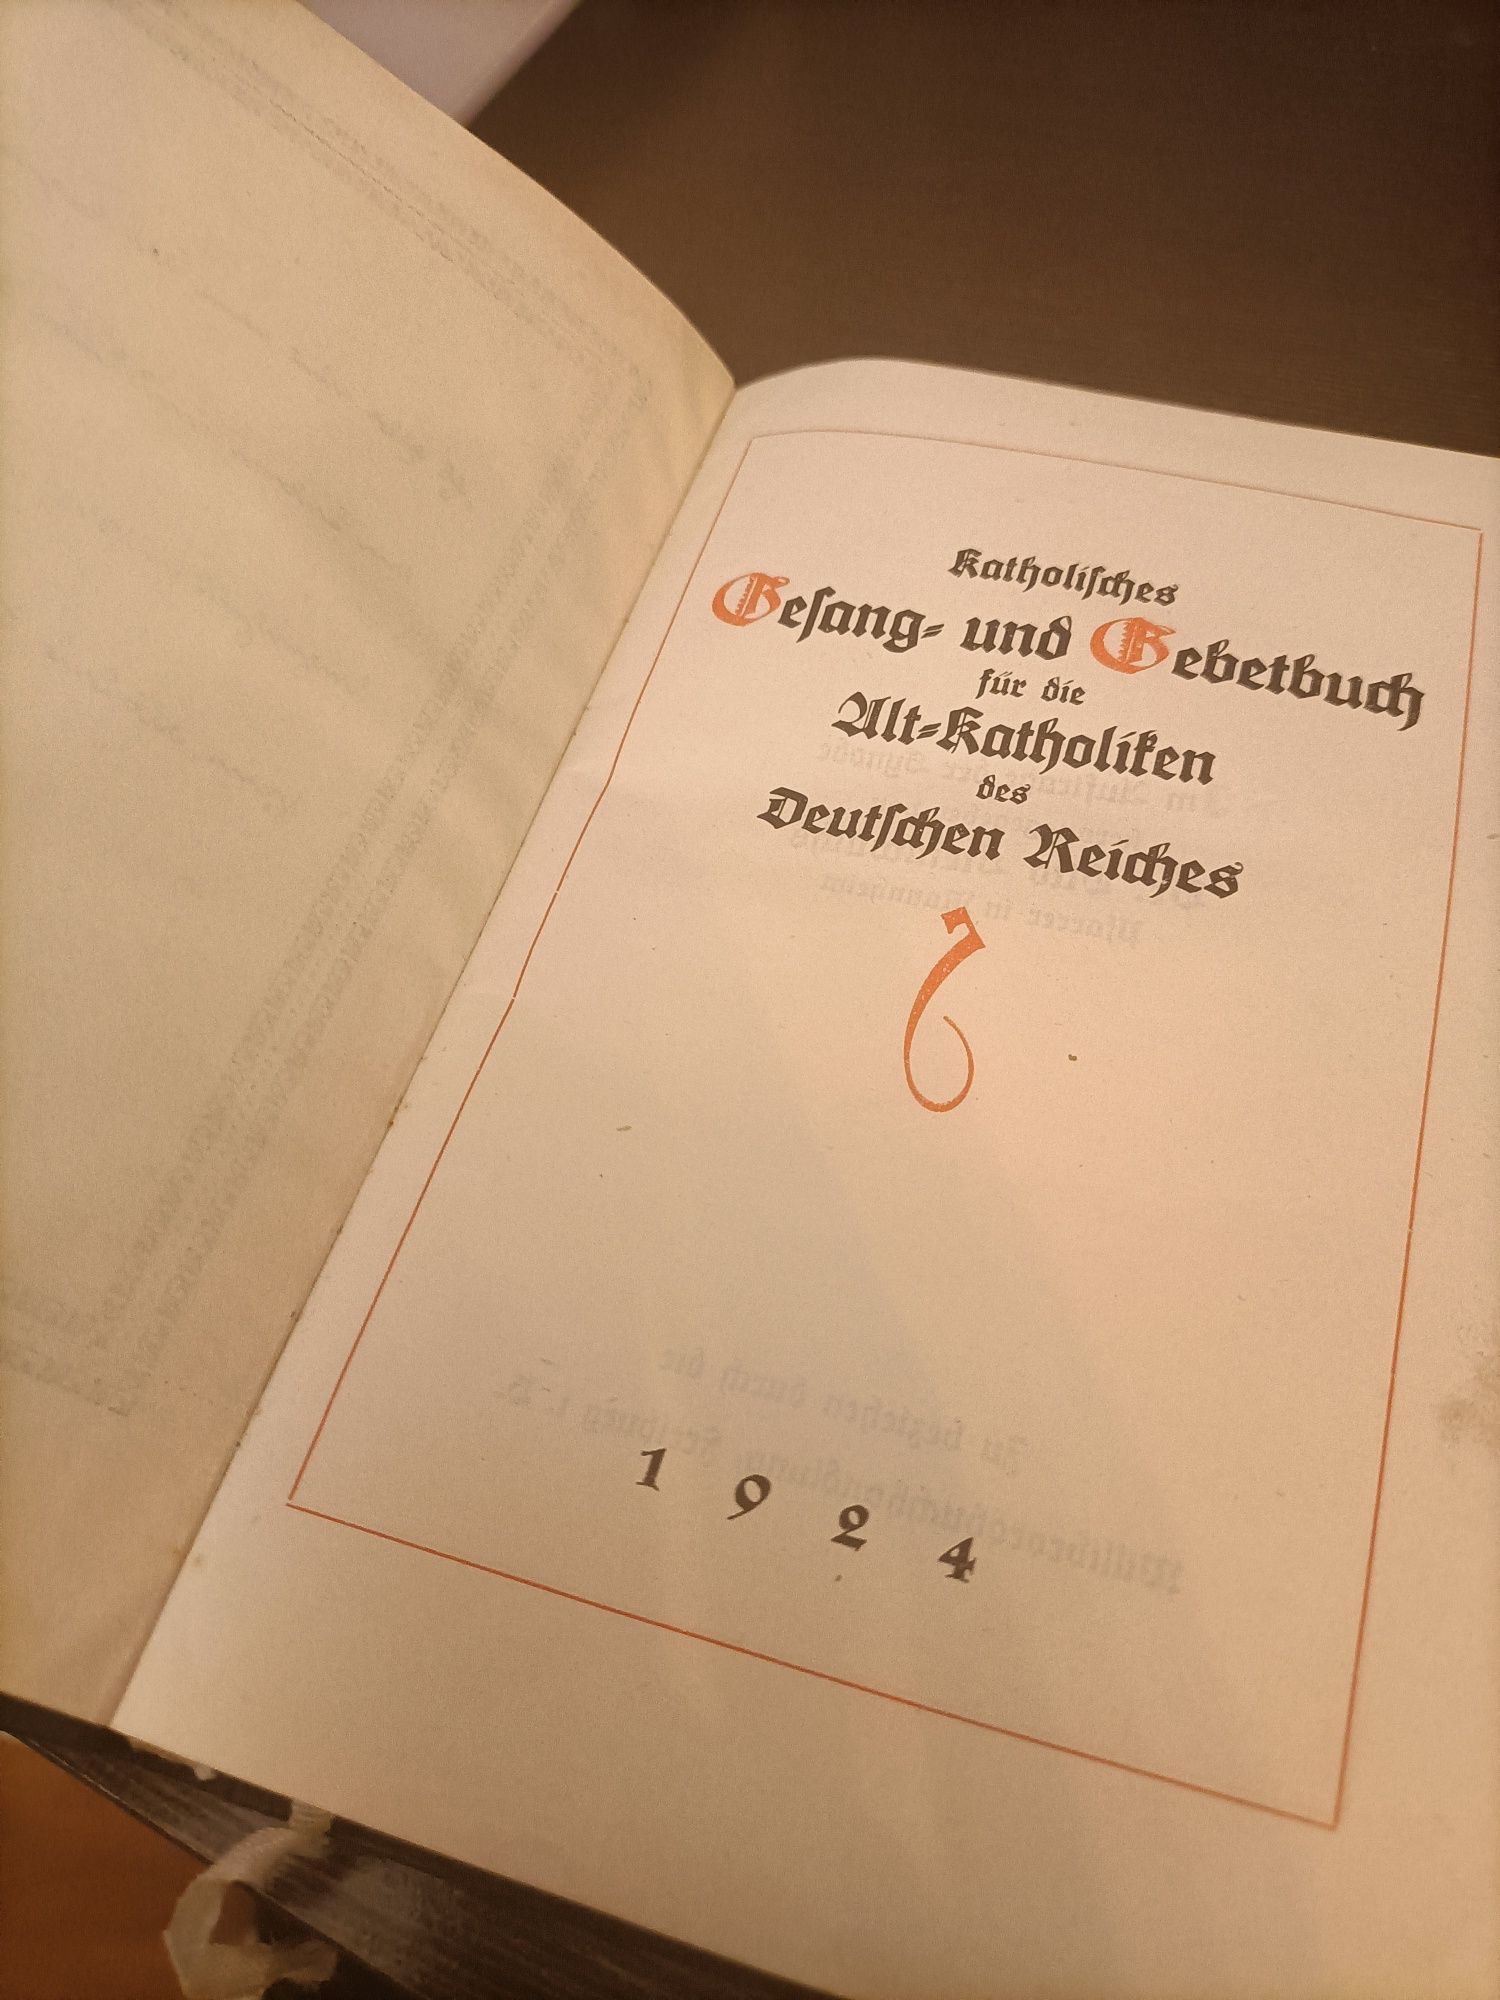 Katholiſches
Geſang- und Gebetbuch
für die
Alt-Katholiken
des
Deutſchen Reiches
1924